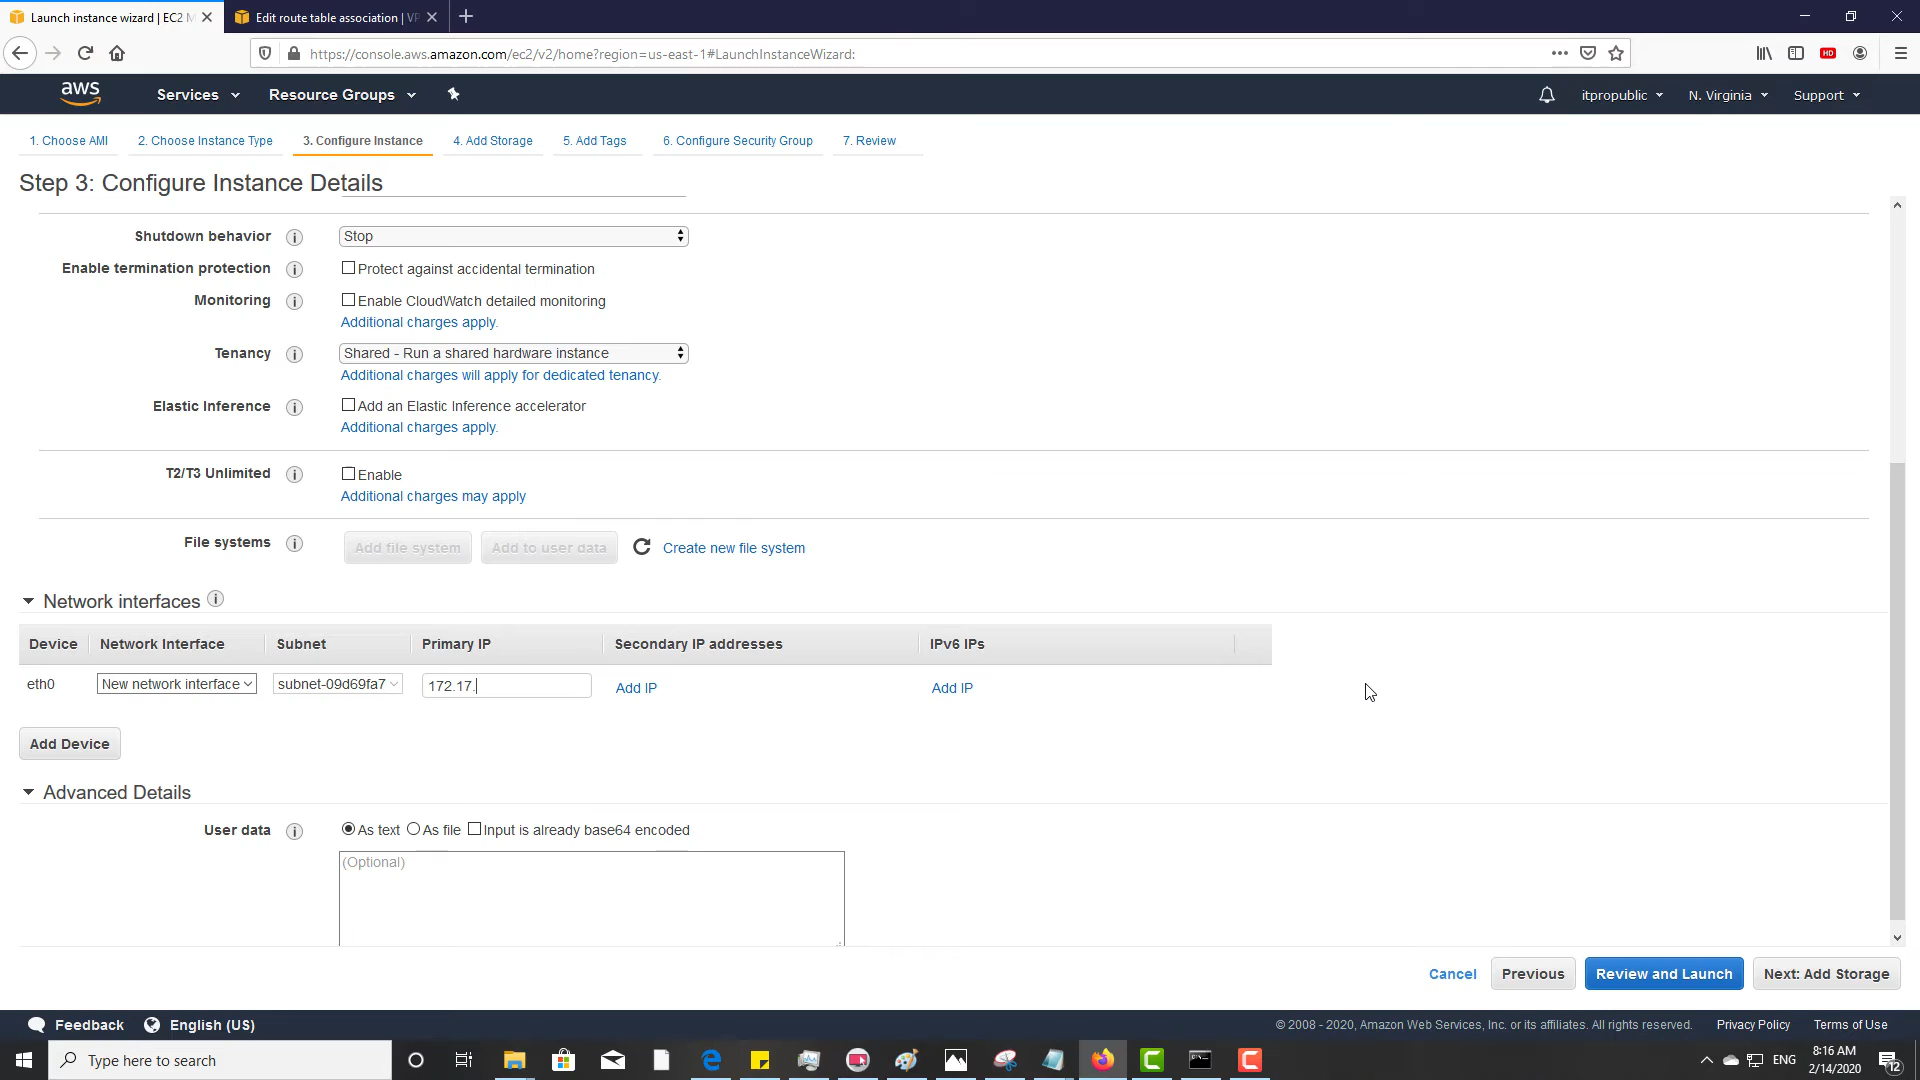 Launch instance wizard | EC2 M
Edit route table association | VP
https://console.aws.amazon.com/ec2/v2/home?region=us-east-1#LaunchInstanceWizard:
HD
aws
Services
Resource Groups
itpropublic
N. Virginia
Support
1. Choose AMI
2. Choose Instance Type
3. Configure Instance
4. Add Storage
5. Add Tags
6. Configure Security Group
7. Review
Step 3: Configure Instance Details
Shutdown behavior
Stop
Enable termination protection
Protect against accidental termination
Monitoring
Enable CloudWatch detailed monitoring
Additional charges apply.
Tenancy
Shared - Run a shared hardware instance
Additional charges will apply for dedicated tenancy.
Elastic Inference
Add an Elastic Inference accelerator
Additional charges apply.
T2/T3 Unlimited
Enable
Additional charges may apply
File systems
Add file system
Add to user data
Create new file system
Network interfaces
Device
Network Interface
Subnet
Primary IP
Secondary IP addresses
IPv6 IPs
eth0
New network interface
subnet-09d69fa7
172.17.
Add IP
Add IP
Add Device
Advanced Details
User data
As text
As file
Input is already base64 encoded
(Optional)
Cancel
Previous
Review and Launch
Next: Add Storage
Feedback
English (US)
© 2008 - 2020, Amazon Web Services, Inc. or its affiliates. All rights reserved.
Privacy Policy
Terms of Use
Type here to search
ENG
8:16 AM
2/14/2020
12